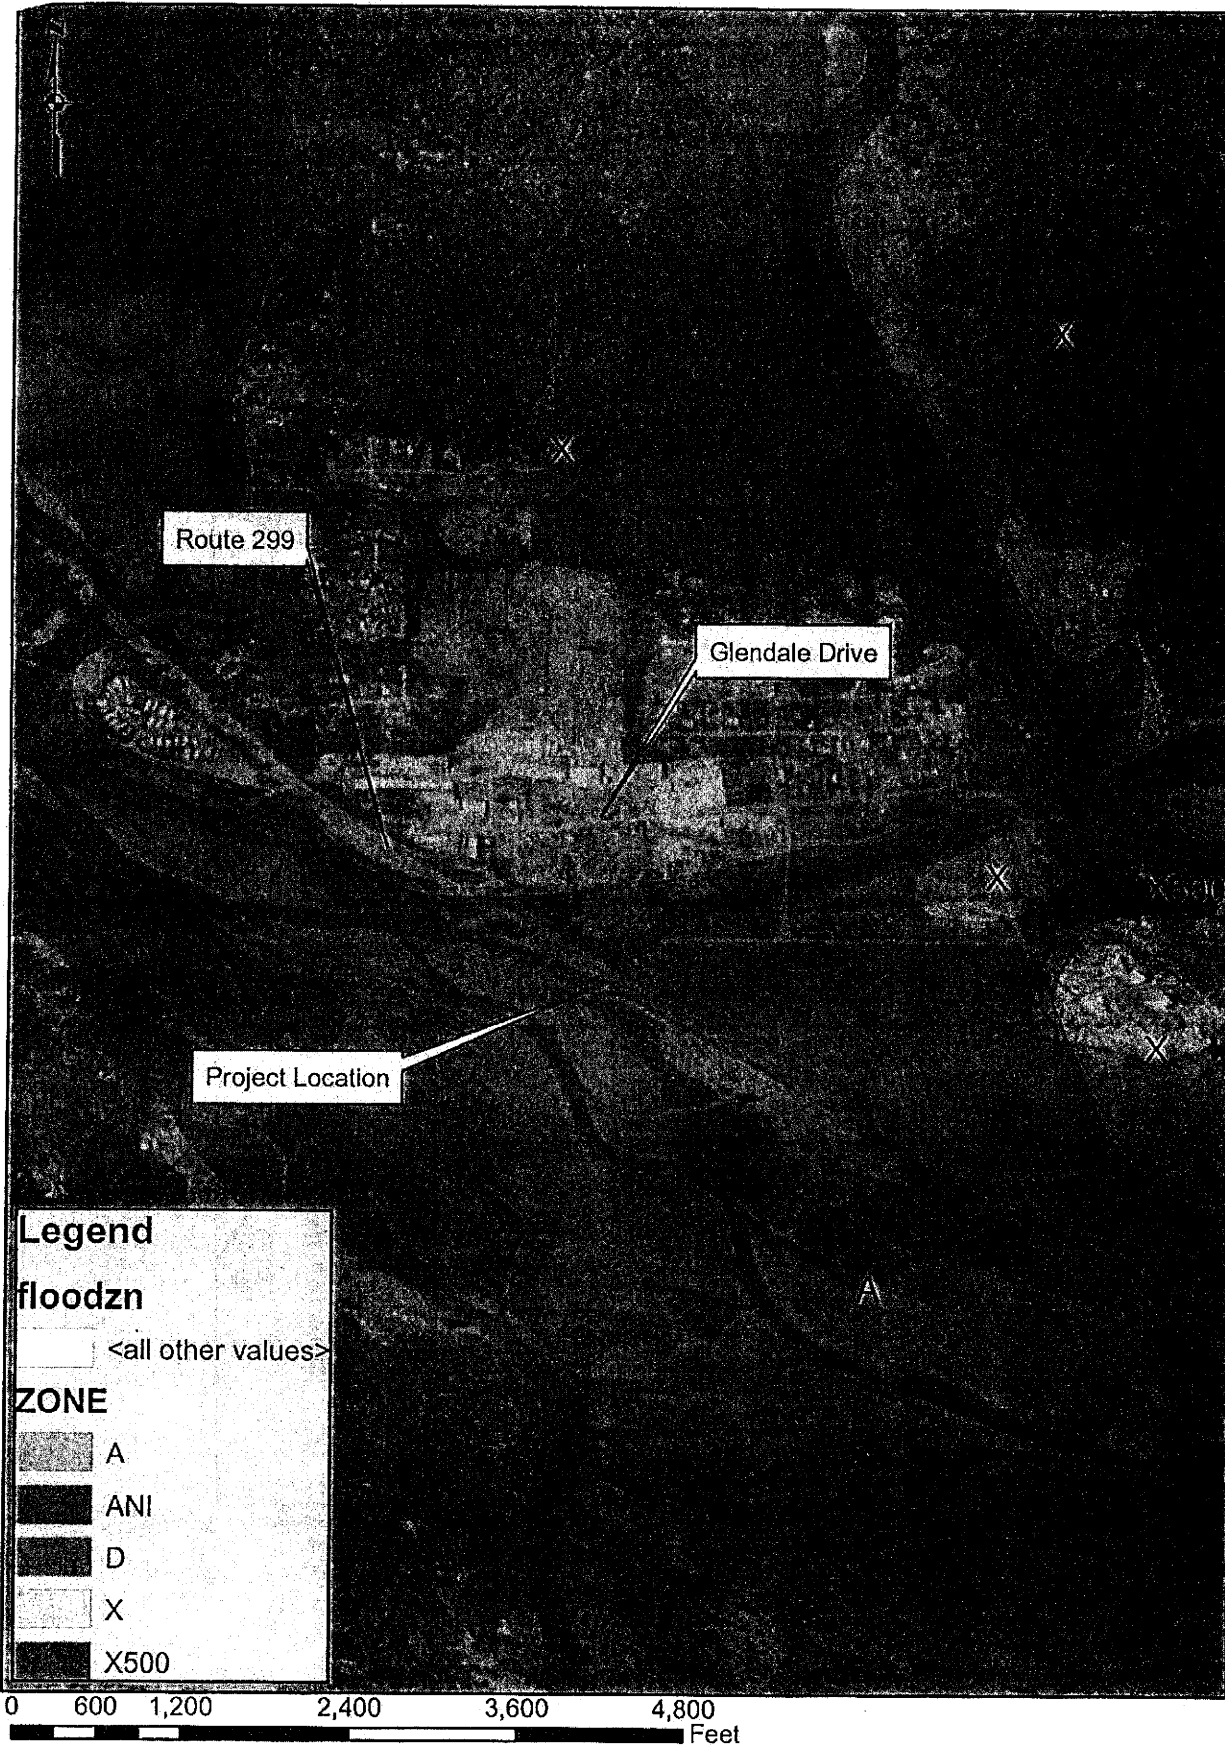 X
X
Route 299
Glendale Drive
X
X500
Project Location
X
A
Legend
floodzn
<all other values>
ZONE
A
ANI
D
X
X500
0 600 1,200 2,400 3,600 4,800
Feet